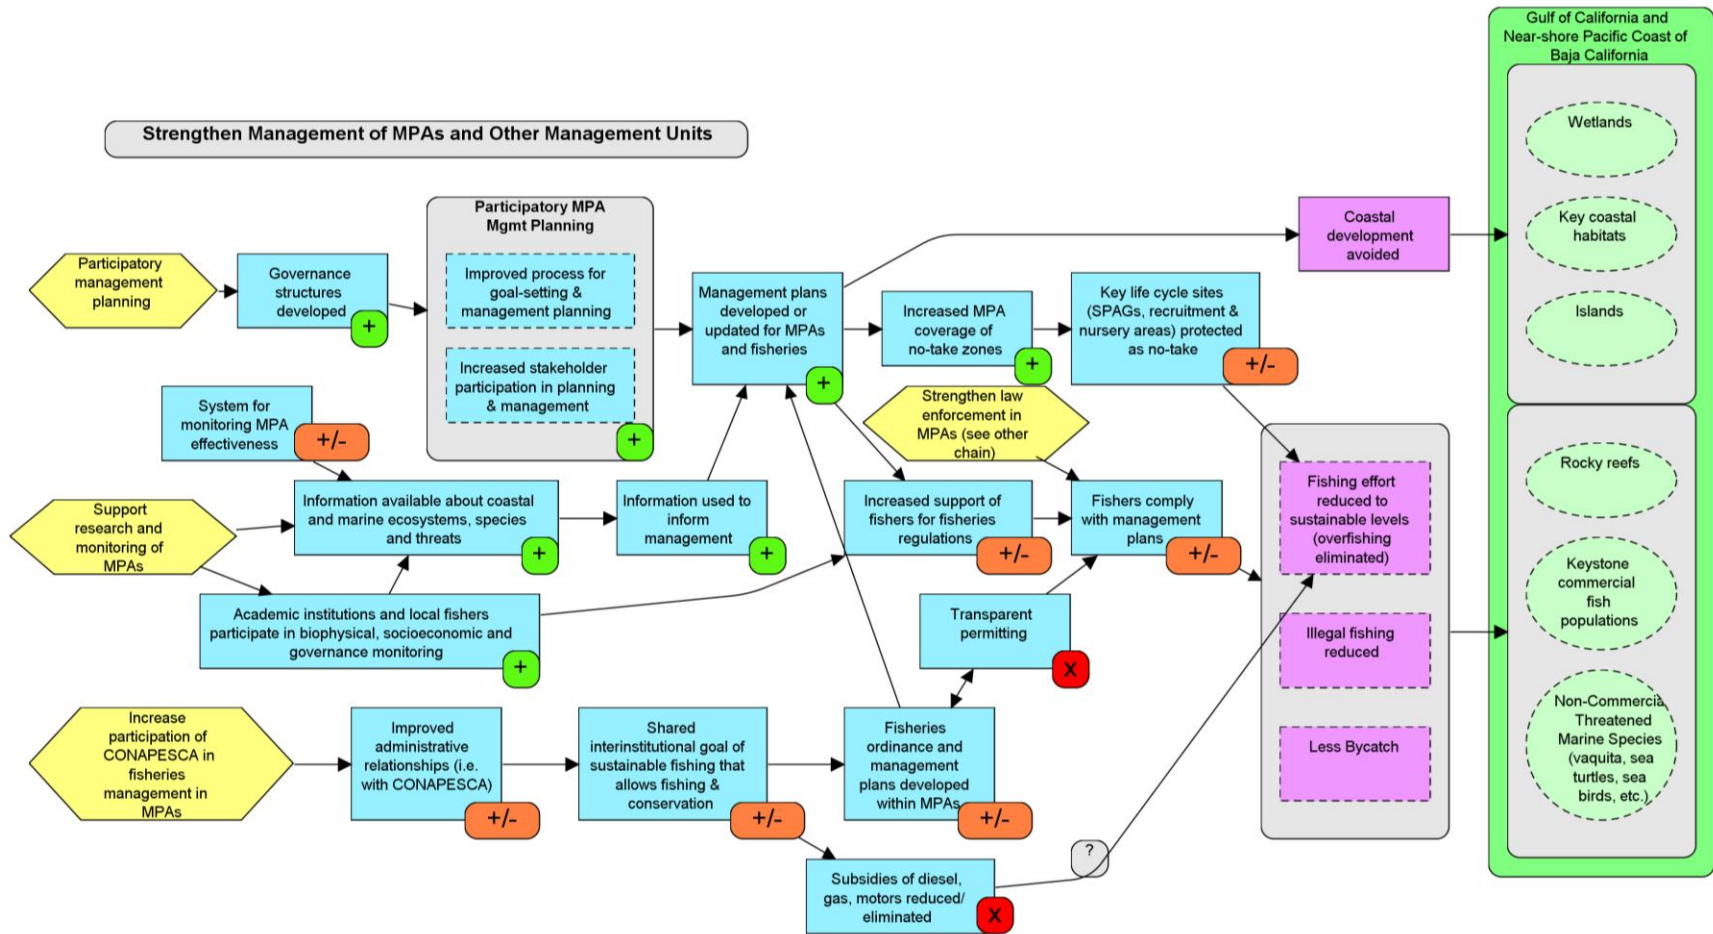 Gulf of California and
Near-shore Pacific Coast of
Baja California
Wetlands
Key coastal
habitats
Islands
Rocky reefs
Keystone
commercial
fish
populations
Non-Commercia
Threatened
Marine Species
(vaquita, sea
turtles, sea
birds, etc.)
Strengthen Management of MPAs and Other Management Units
Participatory
management
planning
Governance
structures
developed
+
Participatory MPA
Mgmt Planning
Improved process for
goal-setting &
management planning
Increased stakeholder
participation in planning
& management
+
Management plans
developed or
updated for MPAs
and fisheries
+
Increased MPA
coverage of
no-take zones
+
Key life cycle sites
(SPAGs, recruitment &
nursery areas) protected
as no-take
+/-
Coastal
development
avoided
System for
monitoring MPA
effectiveness
+/-
Strengthen law
enforcement in
MPAs (see other
chain)
Support
research and
monitoring of
MPAs
Information available about coastal
and marine ecosystems, species
and threats
+
Information used to
inform
management
+
Increased support of
fishers for fisheries
regulations
+/-
Fishers comply
with management
plans
+/-
Fishing effort
reduced to
sustainable levels
(overfishing
eliminated)
Illegal fishing
reduced
Less Bycatch
Academic institutions and local fishers
participate in biophysical, socioeconomic and
governance monitoring
+
Transparent
permitting
X
Increase
participation of
CONAPESCA in
fisheries
management in
MPAs
Improved
administrative
relationships (i.e.
with CONAPESCA)
+/-
Shared
interinstitutional goal of
sustainable fishing that
allows fishing &
conservation
+/-
Fisheries
ordinance and
management
plans developed
within MPAs
+/-
Subsidies of diesel,
gas, motors reduced/
eliminated
X
?